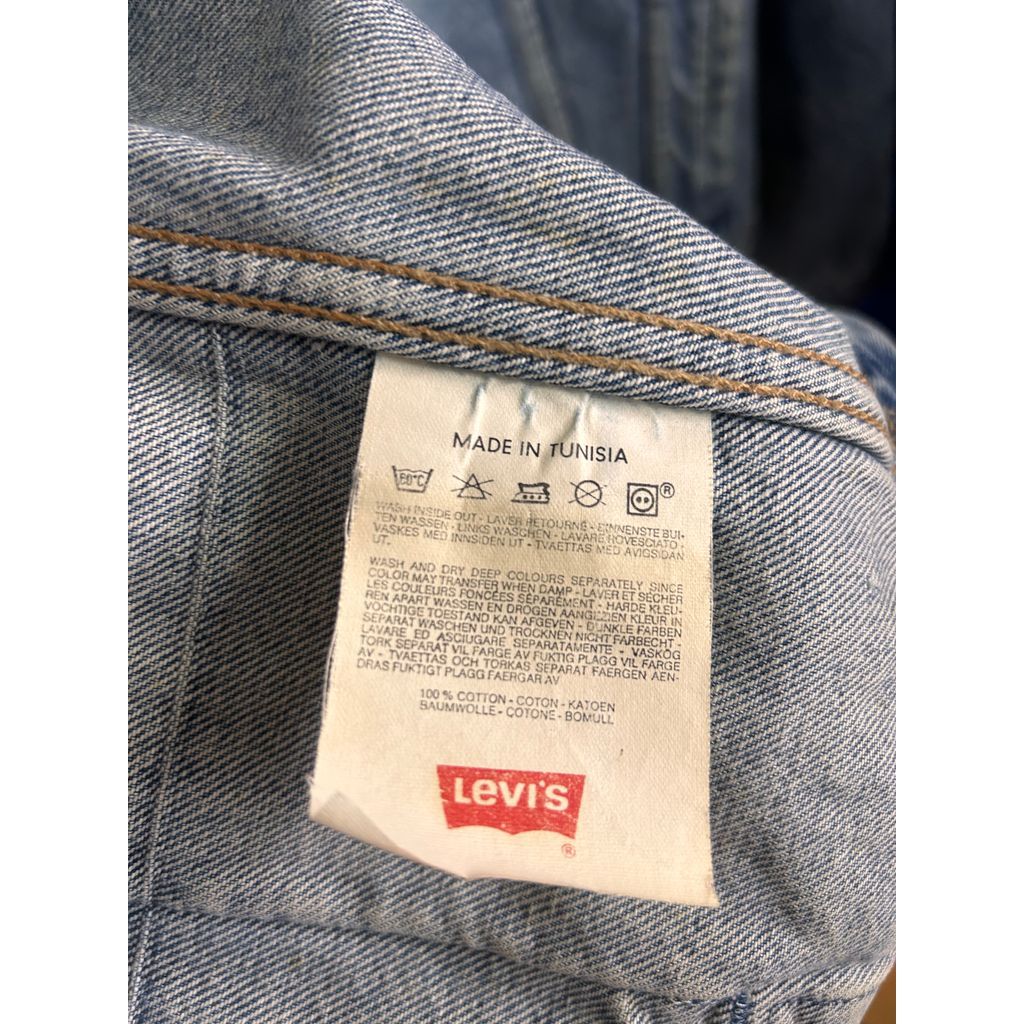 MADE IN TUNISIA
60°C ®
WASH INSIDE OUT - LAVER RETOURNÉ - BINNENSTE BUI-
TEN WASSEN - LINKS WASCHEN - LAVARE ROVESCIATO -
VASKES MED INNSIDEN UT - TVAETTAS MED AVIGSIDAN
UT.
WASH AND DRY DEEP COLOURS SEPARATELY SINCE
COLOR MAY TRANSFER WHEN DAMP - LAVER ET SÉCHER
LES COULEURS FONCÉES SÉPARÉMENT - HARDE KLEU-
REN APART WASSEN EN DROGEN AANGEZIEN KLEUR IN
VOCHTIGE TOESTAND KAN AFGEVEN - DUNKLE FARBEN
SEPARAT WASCHEN UND TROCKNEN NICHT FARBECHT -
LAVARE ED ASCIUGARE SEPARATAMENTE - VASKOG
TORK SEPARAT VIL FARGE AV FUKTIG PLAGG VIL FARGE
AV - TVAETTAS OCH TORKAS SEPARAT FAERGEN AEN-
DRAS FUKTIGT PLAGG FAERGAR AV
100 % COTTON - COTON - KATOEN
BAUMWOLLE - COTONE - BOMULL
LEVI'S
®